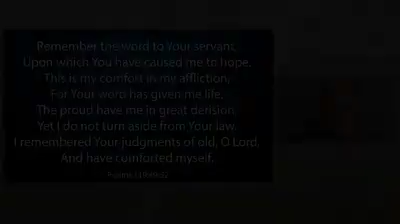 Remember the word to Your servant,
Upon which You have caused me to hope.
This is my comfort in my affliction,
For Your word has given me life.
The proud have me in great derision,
Yet I do not turn aside from Your law.
I remembered Your judgments of old, O Lord,
And have comforted myself.